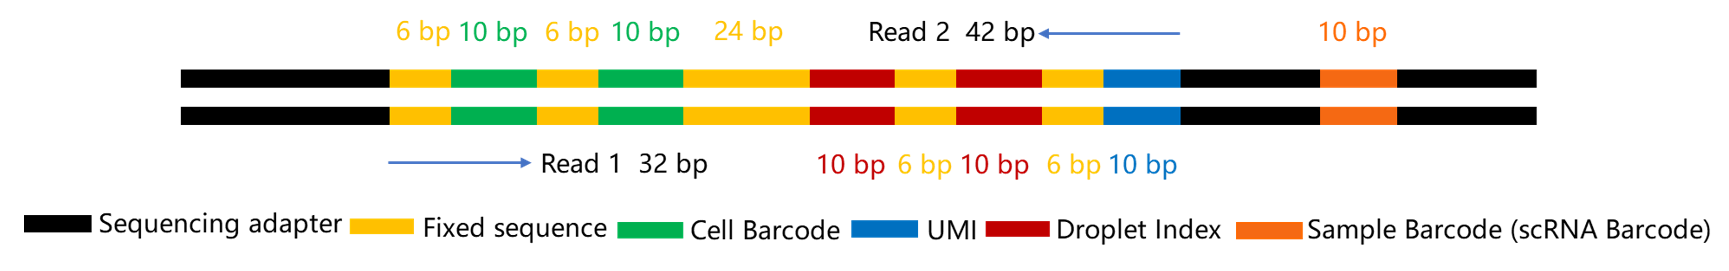 6 bp 10 bp 6 bp 10 bp 24 bp Read 2 42 bp 10 bp
Read 1 32 bp 10 bp 6 bp 10 bp 6 bp 10 bp
Sequencing adapter Fixed sequence Cell Barcode UMI Droplet Index Sample Barcode (scRNA Barcode)